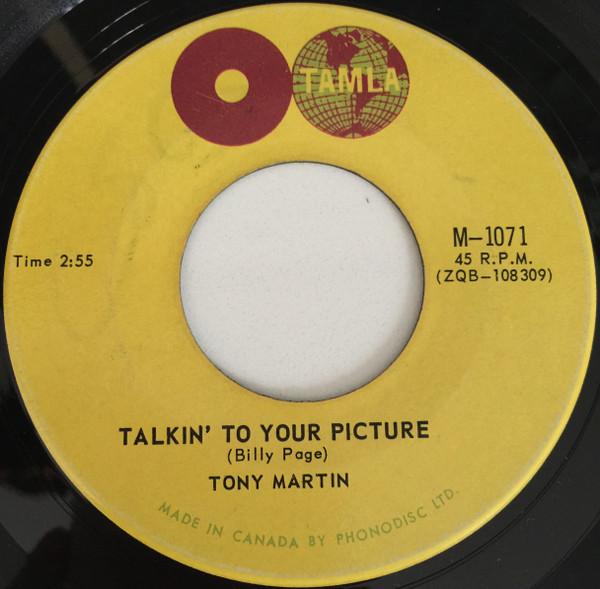 TAMLA
Time 2:55
M-1071
45 R.P.M.
(ZQB-108309)
TALKIN' TO YOUR PICTURE
(Billy Page)
TONY MARTIN
MADE IN CANADA BY PHONODISC LTD.